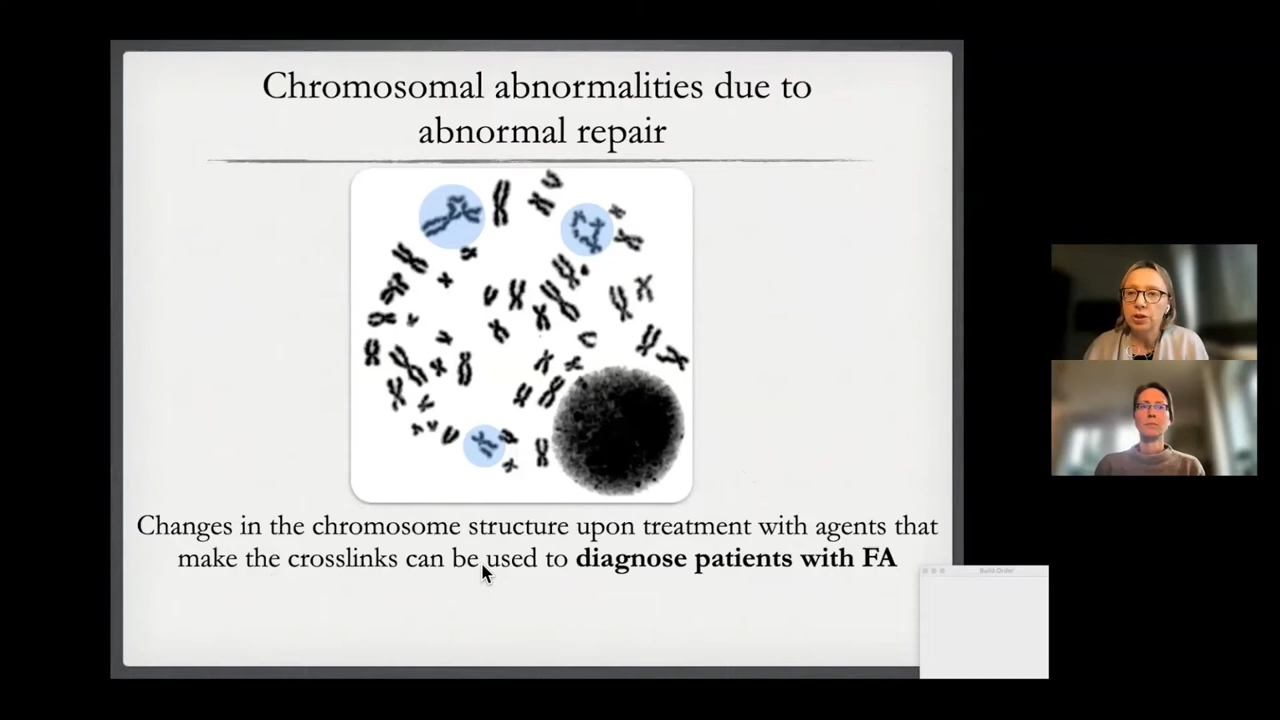 Chromosomal abnormalities due to
abnormal repair
Changes in the chromosome structure upon treatment with agents that
make the crosslinks can be used to diagnose patients with FA
Build Order